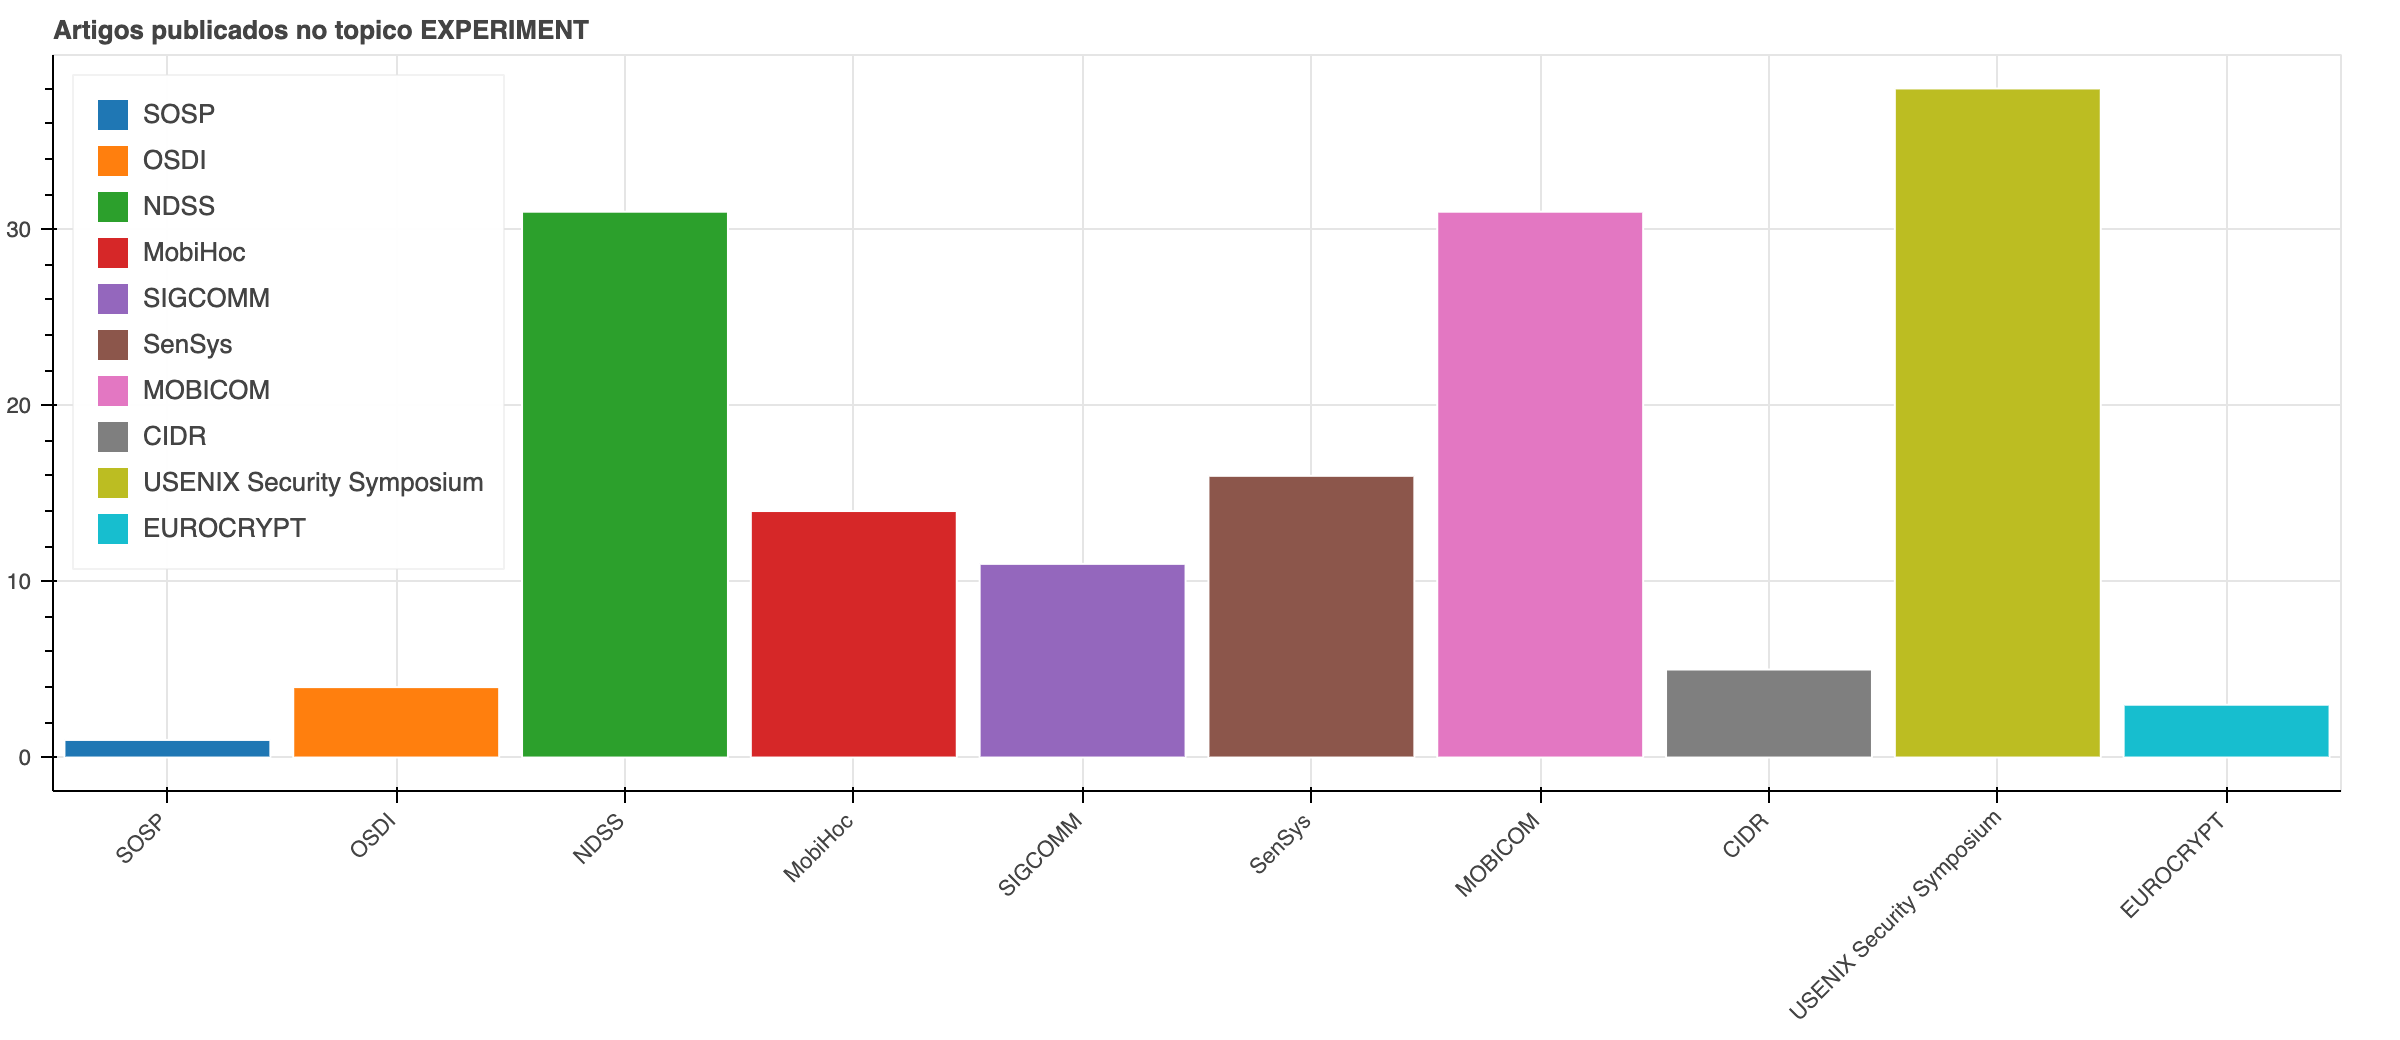 Artigos publicados no topico EXPERIMENT
SOSP
OSDI
NDSS
MobiHoc
SIGCOMM
SenSys
MOBICOM
CIDR
USENIX Security Symposium
EUROCRYPT
30
20
10
0
SOSP
OSDI
NDSS
MobiHoc
SIGCOMM
SenSys
MOBICOM
CIDR
USENIX Security Symposium
EUROCRYPT